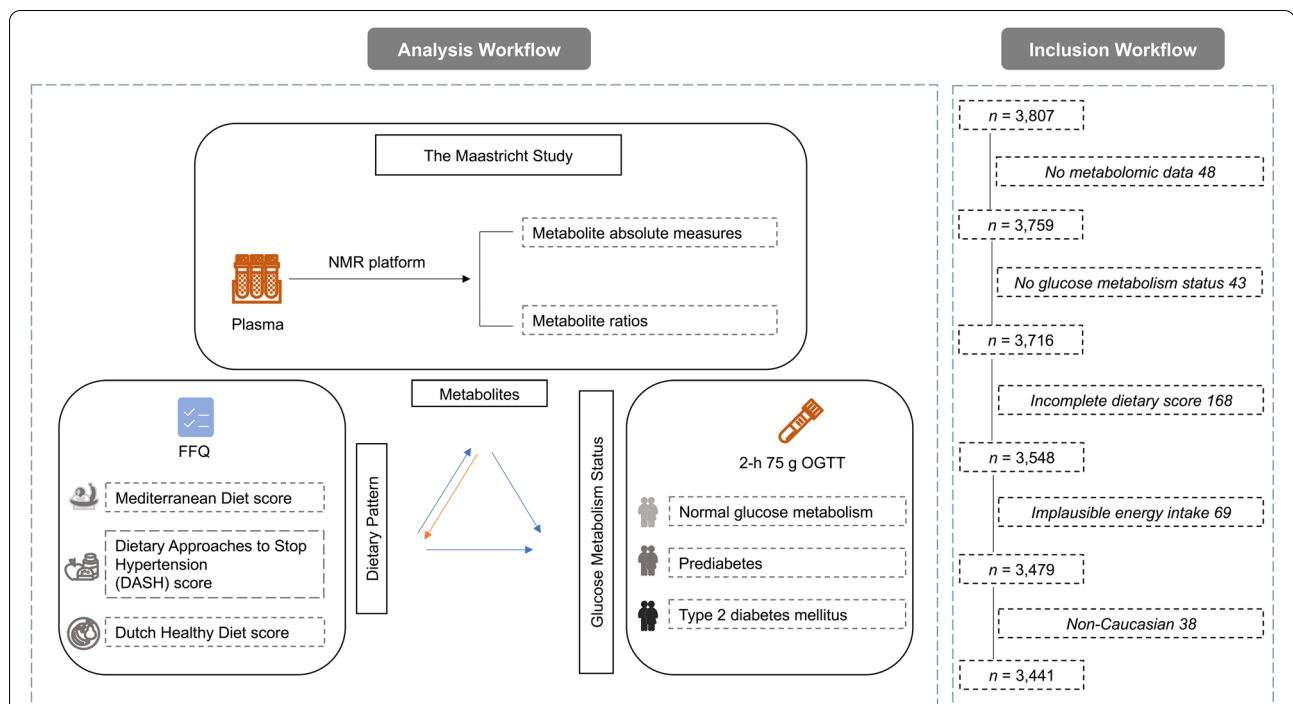 Analysis Workflow
The Maastricht Study
Plasma
NMR platform
Metabolite absolute measures
Metabolite ratios
Metabolites
FFQ
Mediterranean Diet score
Dietary Approaches to Stop
Hypertension
(DASH) score
Dutch Healthy Diet score
Dietary Pattern
Glucose Metabolism Status
2-h 75 g OGTT
Normal glucose metabolism
Prediabetes
Type 2 diabetes mellitus
Inclusion Workflow
n = 3,807
No metabolomic data 48
n = 3,759
No glucose metabolism status 43
n = 3,716
Incomplete dietary score 168
n = 3,548
Implausible energy intake 69
n = 3,479
Non-Caucasian 38
n = 3,441